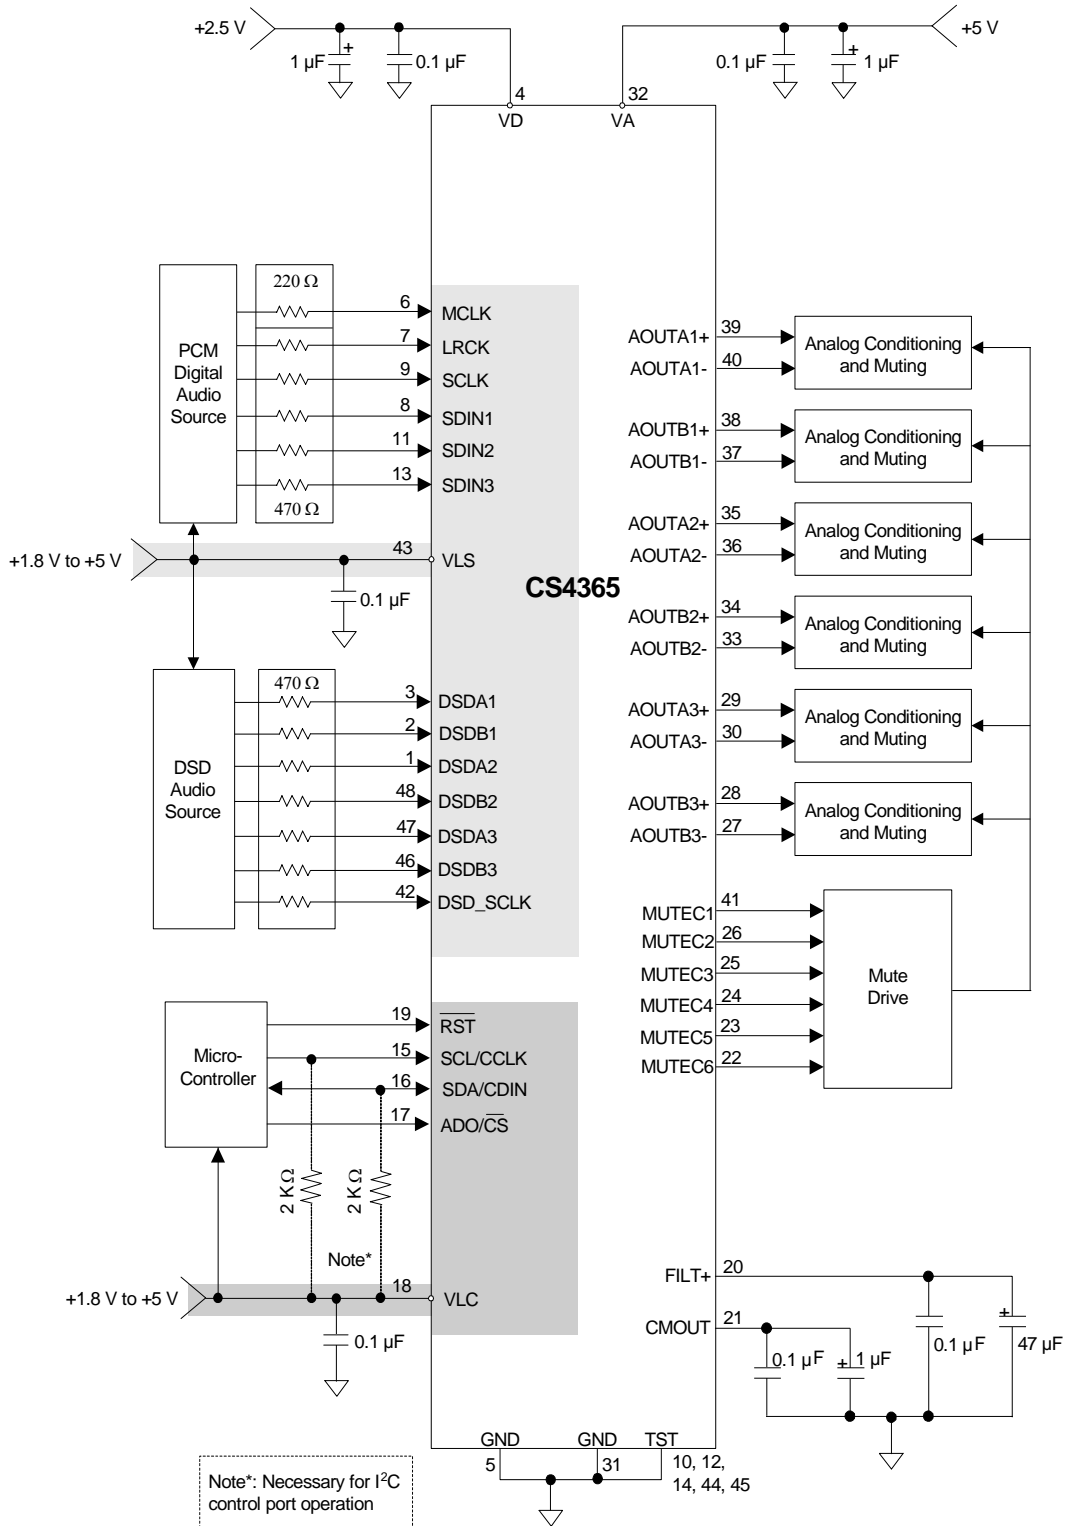 +2.5 V
+5 V
1 µF
+
0.1 µF
0.1 µF
+
1 µF
4
32
VD
VA
PCM
Digital
Audio
Source
220 Ω
470 Ω
6
MCLK
7
LRCK
9
SCLK
8
SDIN1
11
SDIN2
13
SDIN3
+1.8 V to +5 V
43
VLS
0.1 µF
CS4365
DSD
Audio
Source
470 Ω
3
DSDA1
2
DSDB1
1
DSDA2
48
DSDB2
47
DSDA3
46
DSDB3
42
DSD_SCLK
Micro-
Controller
19
RST
15
SCL/CCLK
16
SDA/CDIN
17
ADO/CS
2 KΩ
2 KΩ
Note*
+1.8 V to +5 V
18
VLC
0.1 µF
AOUTA1+
39
AOUTA1-
40
Analog Conditioning
and Muting
AOUTB1+
38
AOUTB1-
37
Analog Conditioning
and Muting
AOUTA2+
35
AOUTA2-
36
Analog Conditioning
and Muting
AOUTB2+
34
AOUTB2-
33
Analog Conditioning
and Muting
AOUTA3+
29
AOUTA3-
30
Analog Conditioning
and Muting
AOUTB3+
28
AOUTB3-
27
Analog Conditioning
and Muting
MUTEC1
41
MUTEC2
26
MUTEC3
25
MUTEC4
24
MUTEC5
23
MUTEC6
22
Mute
Drive
FILT+
20
CMOUT
21
0.1 µF
+
1 µF
0.1 µF
+
47 µF
GND
GND
TST
5
31
10, 12,
14, 44, 45
Note*: Necessary for I²C
control port operation